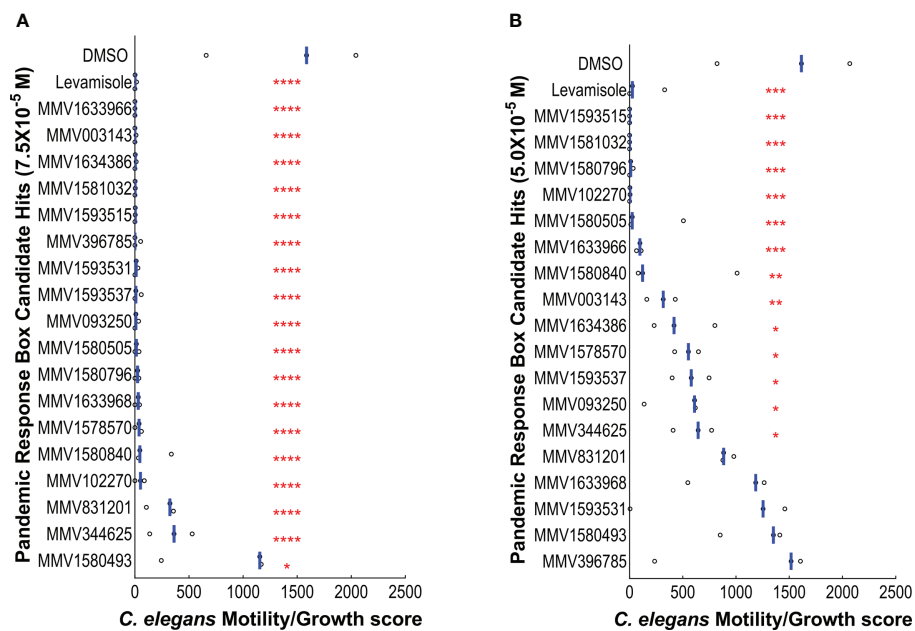 A
Pandemic Response Box Candidate Hits (7.5X10⁻⁵ M)
DMSO
Levamisole ****
MMV1633966 ****
MMV003143 ****
MMV1634386 ****
MMV1581032 ****
MMV1593515 ****
MMV396785 ****
MMV1593531 ****
MMV1593537 ****
MMV093250 ****
MMV1580505 ****
MMV1580796 ****
MMV1633968 ****
MMV1578570 ****
MMV1580840 ****
MMV102270 ****
MMV831201 ****
MMV344625 ****
MMV1580493 *
0 500 1000 1500 2000 2500
C. elegans Motility/Growth score
B
Pandemic Response Box Candidate Hits (5.0X10⁻⁵ M)
DMSO
Levamisole ***
MMV1593515 ***
MMV1581032 ***
MMV1580796 ***
MMV102270 ***
MMV1580505 ***
MMV1633966 ***
MMV1580840 **
MMV003143 **
MMV1634386 *
MMV1578570 *
MMV1593537 *
MMV093250 *
MMV344625 *
MMV831201
MMV1633968
MMV1593531
MMV1580493
MMV396785
0 500 1000 1500 2000 2500
C. elegans Motility/Growth score